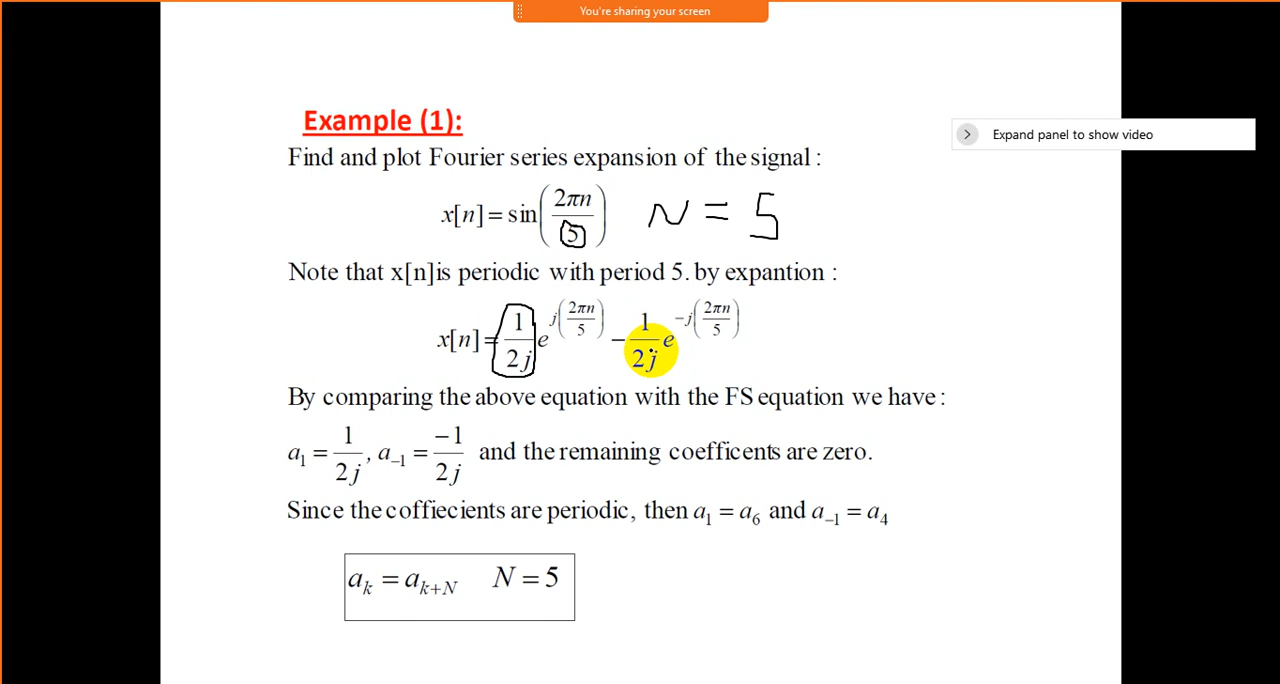 You're sharing your screen
Expand panel to show video
Example (1):
Find and plot Fourier series expansion of the signal :
x[n] = sin(2πn/5) N = 5
Note that x[n] is periodic with period 5. by expantion :
x[n] = 1/2j e^j(2πn/5) − 1/2j e^−j(2πn/5)
By comparing the above equation with the FS equation we have :
a₁ = 1/2j , a₋₁ = −1/2j and the remaining coefficents are zero.
Since the coffiecients are periodic, then a₁ = a₆ and a₋₁ = a₄
aₖ = aₖ₊N N = 5